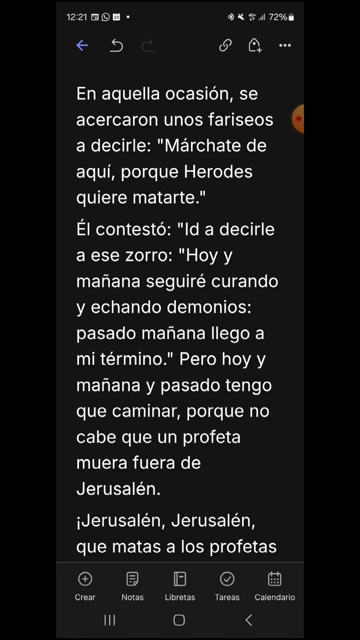 12:21
72%
En aquella ocasión, se
acercaron unos fariseos
a decirle: "Márchate de
aquí, porque Herodes
quiere matarte."
Él contestó: "Id a decirle
a ese zorro: "Hoy y
mañana seguiré curando
y echando demonios:
pasado mañana llego a
mi término." Pero hoy y
mañana y pasado tengo
que caminar, porque no
cabe que un profeta
muera fuera de
Jerusalén.
¡Jerusalén, Jerusalén,
que matas a los profetas
Crear Notas Libretas Tareas Calendario